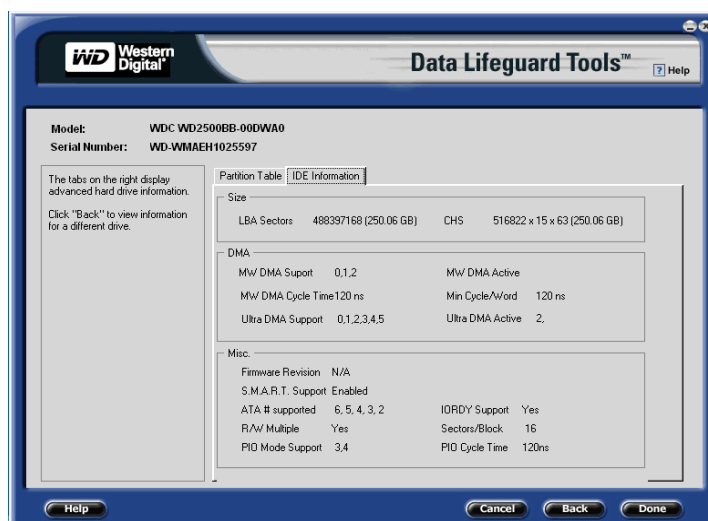 WD Western
Digital®
Data Lifeguard Tools™
? Help
Model: WDC WD2500BB-00DWA0
Serial Number: WD-WMAEH1025597
The tabs on the right display
advanced hard drive information.
Click "Back" to view information
for a different drive.
Partition Table IDE Information
Size
LBA Sectors 488397168 (250.06 GB) CHS 516822 x 15 x 63 (250.06 GB)
DMA
MW DMA Suport 0,1,2 MW DMA Active
MW DMA Cycle Time 120 ns Min Cycle/Word 120 ns
Ultra DMA Support 0,1,2,3,4,5 Ultra DMA Active 2,
Misc.
Firmware Revision N/A
S.M.A.R.T. Support Enabled
ATA # supported 6, 5, 4, 3, 2 IORDY Support Yes
R/W Multiple Yes Sectors/Block 16
PIO Mode Support 3,4 PIO Cycle Time 120ns
Help Cancel Back Done